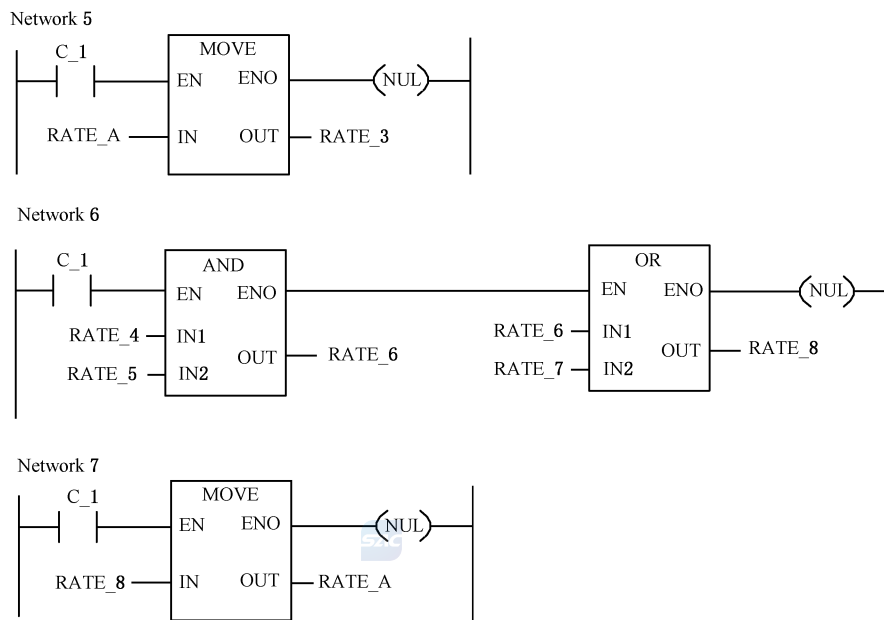 Network 5
C_1
MOVE
EN ENO
(NUL)
RATE_A
IN OUT
RATE_3
Network 6
C_1
AND
EN ENO
RATE_4
IN1
RATE_5
IN2
OUT
RATE_6
OR
EN ENO
(NUL)
RATE_6
IN1
RATE_7
IN2
OUT
RATE_8
Network 7
C_1
MOVE
EN ENO
(NUL)
RATE_8
IN OUT
RATE_A